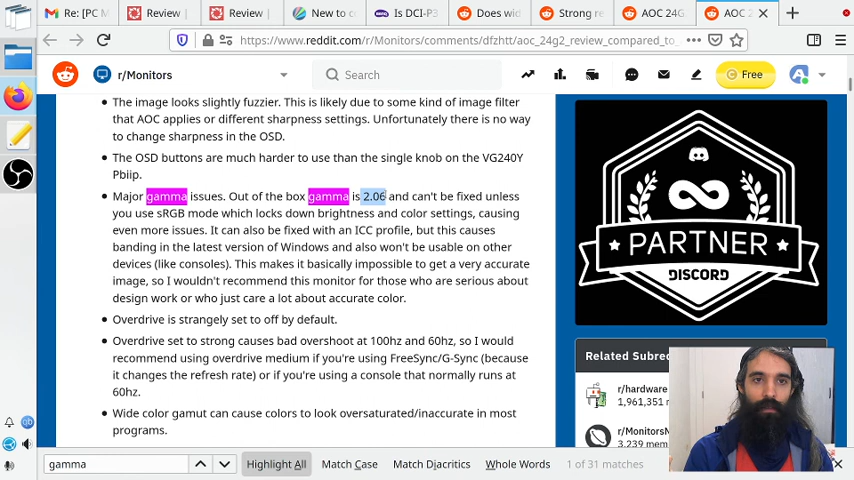 Re: [PC M
Review |
Review |
New to c
Is DCI-P3
Does wid
Strong re
AOC 24G
AOC 2
https://www.reddit.com/r/Monitors/comments/dfzhtt/aoc_24g2_review_compared_to_
r/Monitors
Search
Free
The image looks slightly fuzzier. This is likely due to some kind of image filter
that AOC applies or different sharpness settings. Unfortunately there is no way
to change sharpness in the OSD.
The OSD buttons are much harder to use than the single knob on the VG240Y
Pbiip.
Major gamma issues. Out of the box gamma is 2.06 and can't be fixed unless
you use sRGB mode which locks down brightness and color settings, causing
even more issues. It can also be fixed with an ICC profile, but this causes
banding in the latest version of Windows and also won't be usable on other
devices (like consoles). This makes it basically impossible to get a very accurate
image, so I wouldn't recommend this monitor for those who are serious about
design work or who just care a lot about accurate color.
Overdrive is strangely set to off by default.
Overdrive set to strong causes bad overshoot at 100hz and 60hz, so I would
recommend using overdrive medium if you're using FreeSync/G-Sync (because
it changes the refresh rate) or if you're using a console that normally runs at
60hz.
Wide color gamut can cause colors to look oversaturated/inaccurate in most
programs.
PARTNER
DISCORD
Related Subre
r/hardware
1,961,351 m
r/MonitorsM
3,239 mem
qb
gamma
Highlight All
Match Case
Match Diacritics
Whole Words
1 of 31 matches